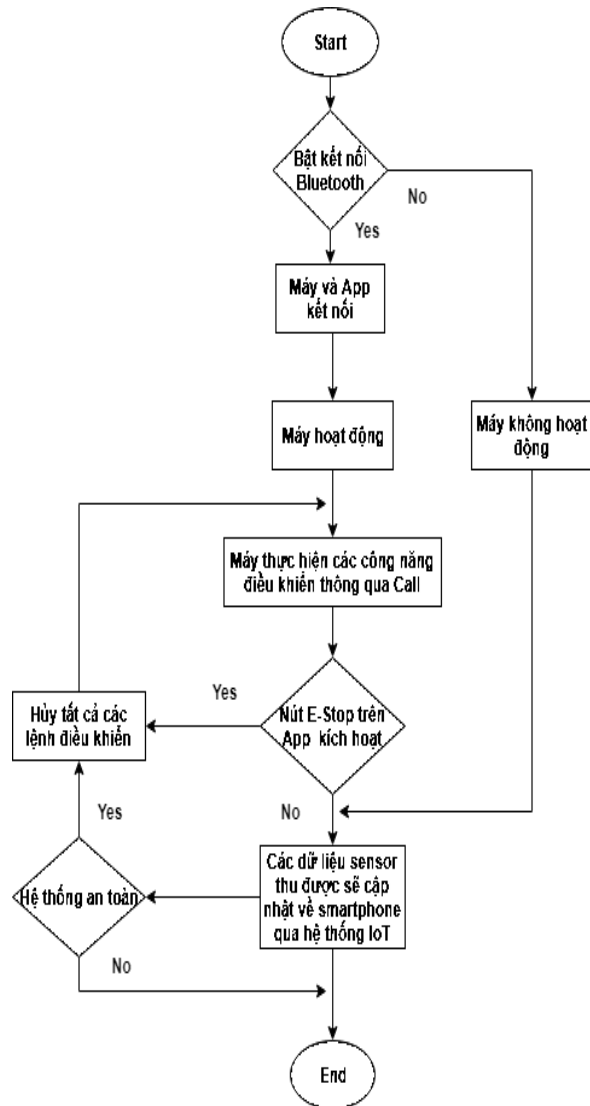 Start
Bật kết nối
Bluetooth
No
Yes
Máy và App
kết nối
Máy hoạt động
Máy không hoạt
động
Máy thực hiện các công năng
điều khiển thông qua Call
Yes
Nút E-Stop trên
App kích hoạt
Hủy tất cả các
lệnh điều khiển
No
Yes
Các dữ liệu sensor
thu được sẽ cập
nhật về smartphone
qua hệ thống IoT
Hệ thống an toàn
No
End